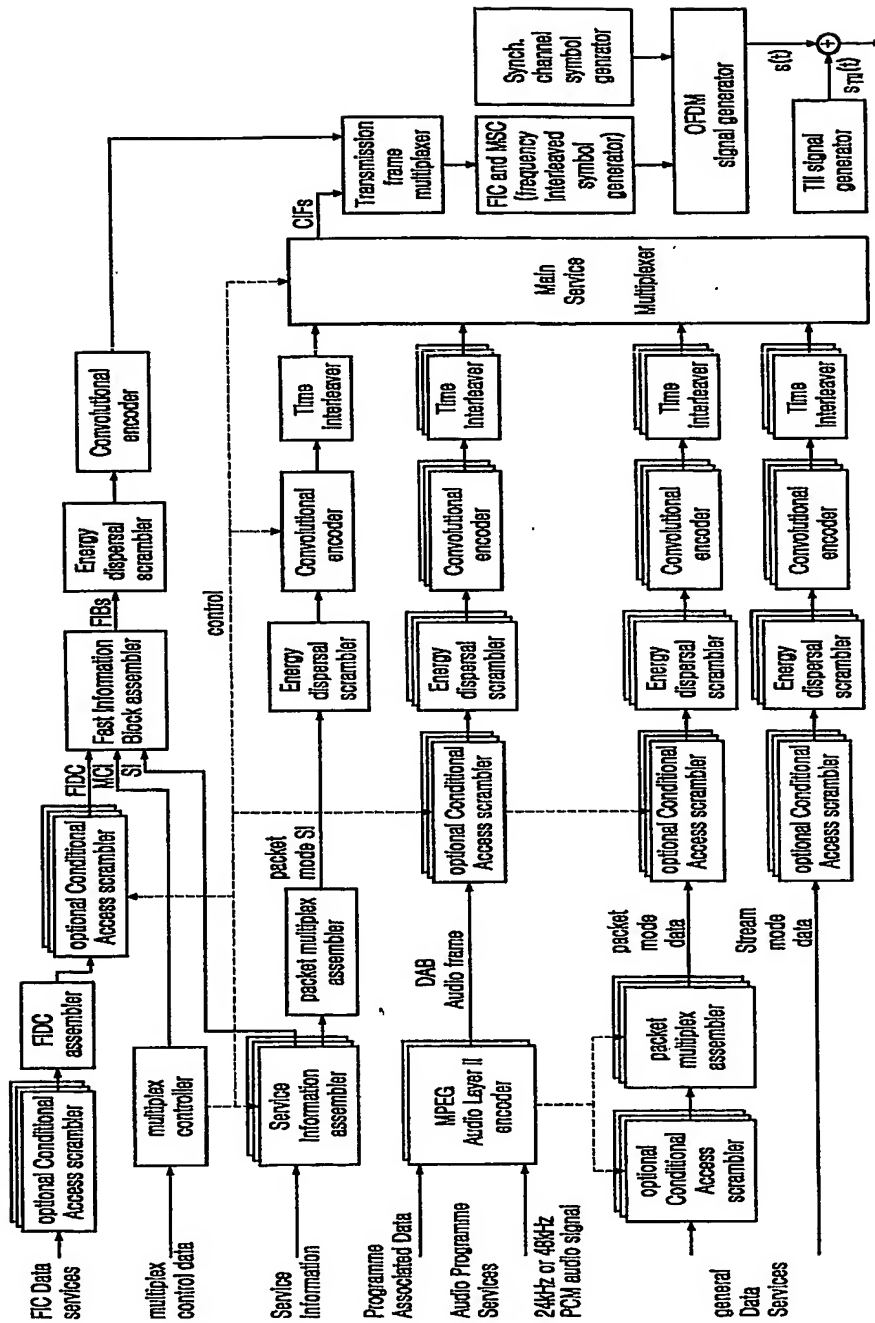 FIC Data
services
optional Conditional
Access scrambler
FIDC
assembler
optional Conditional
Access scrambler
FIDC
MCI
SI
Fast Information
Block assembler
FIBs
Energy
dispersal
scrambler
Convolutional
encoder
multiplex
control data
multiplex
controller
control
Service
Information
Service
Information
assembler
packet multiplex
assembler
packet
mode SI
Energy
dispersal
scrambler
Convolutional
encoder
Time
interleaver
Programme
Associated Data
Audio Programme
Services
24kHz or 48kHz
PCM audio signal
MPEG
Audio Layer II
encoder
DAB
Audio frame
optional Conditional
Access scrambler
Energy
dispersal
scrambler
Convolutional
encoder
Time
Interleaver
general
Data
Services
optional
Conditional
Access
scrambler
packet
multiplex
assembler
packet
mode
data
optional Conditional
Access scrambler
Energy
dispersal
scrambler
Convolutional
encoder
Time
interleaver
Stream
mode
data
optional Conditional
Access scrambler
Energy
dispersal
scrambler
Convolutional
encoder
Time
Interleaver
Main
Service
Multiplexer
CIFs
Transmission
frame
multiplexer
FIC and MSC
(frequency
Interleaved
symbol
generator)
Synch.
channel
symbol
genrator
OFDM
signal generator
s(t)
+
sTII(t)
TII signal
generator